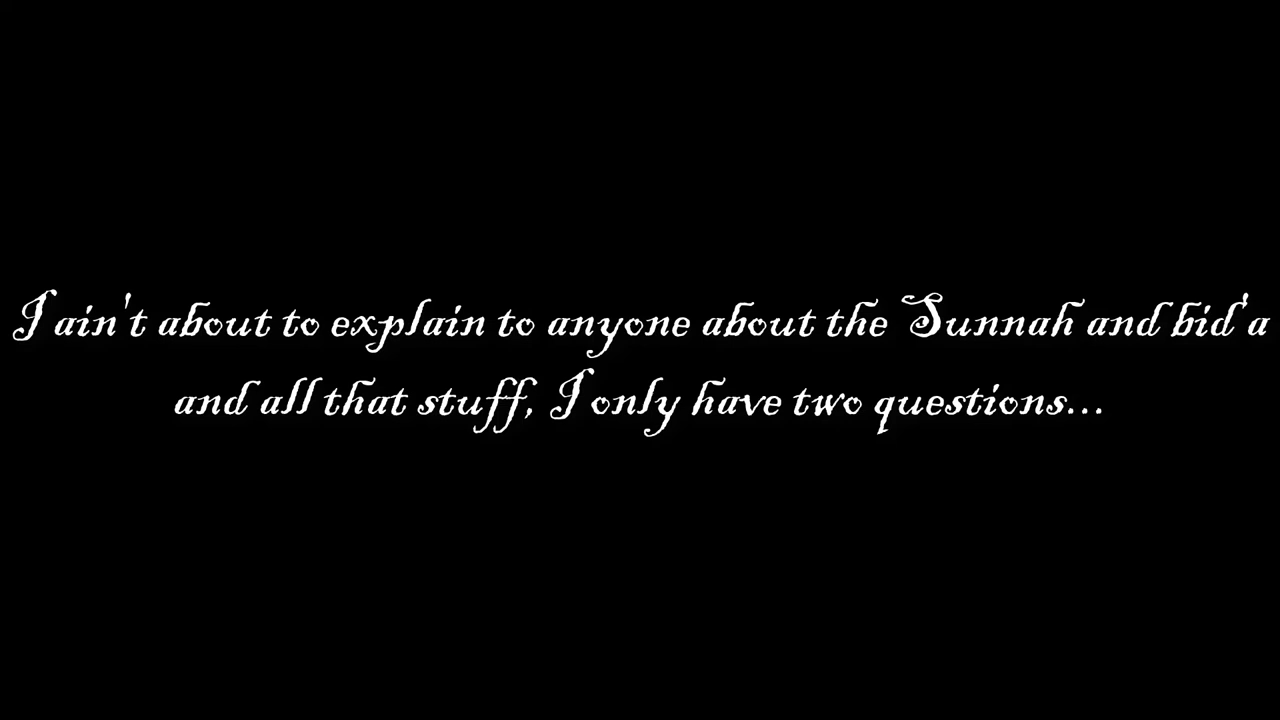 I ain't about to explain to anyone about the Sunnah and bid'a
and all that stuff, I only have two questions...